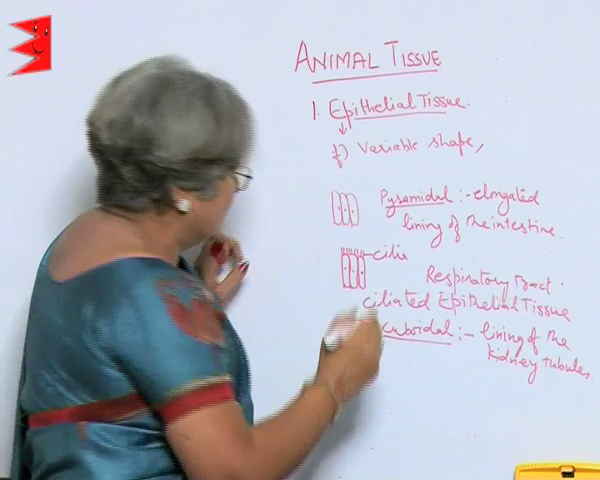 ANIMAL TISSUE
1. Epithelial Tissue.
f) Variable shape,
Pyramidal :- elongated
lining of the intestine.
cilia
Respiratory Tract.
ciliated Epithelial Tissue
cuboidal :- lining of the
kidney tubules.